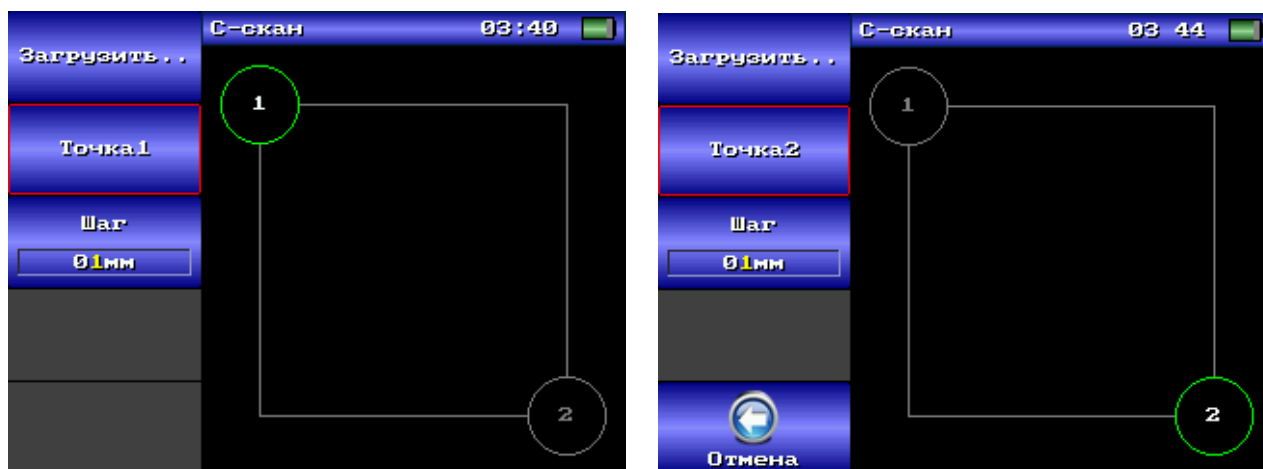 С-скан 03:40
Загрузить..
1
Точка1
Шаг
01мм
2
С-скан 03 44
Загрузить..
1
Точка2
Шаг
01мм
2
Отмена